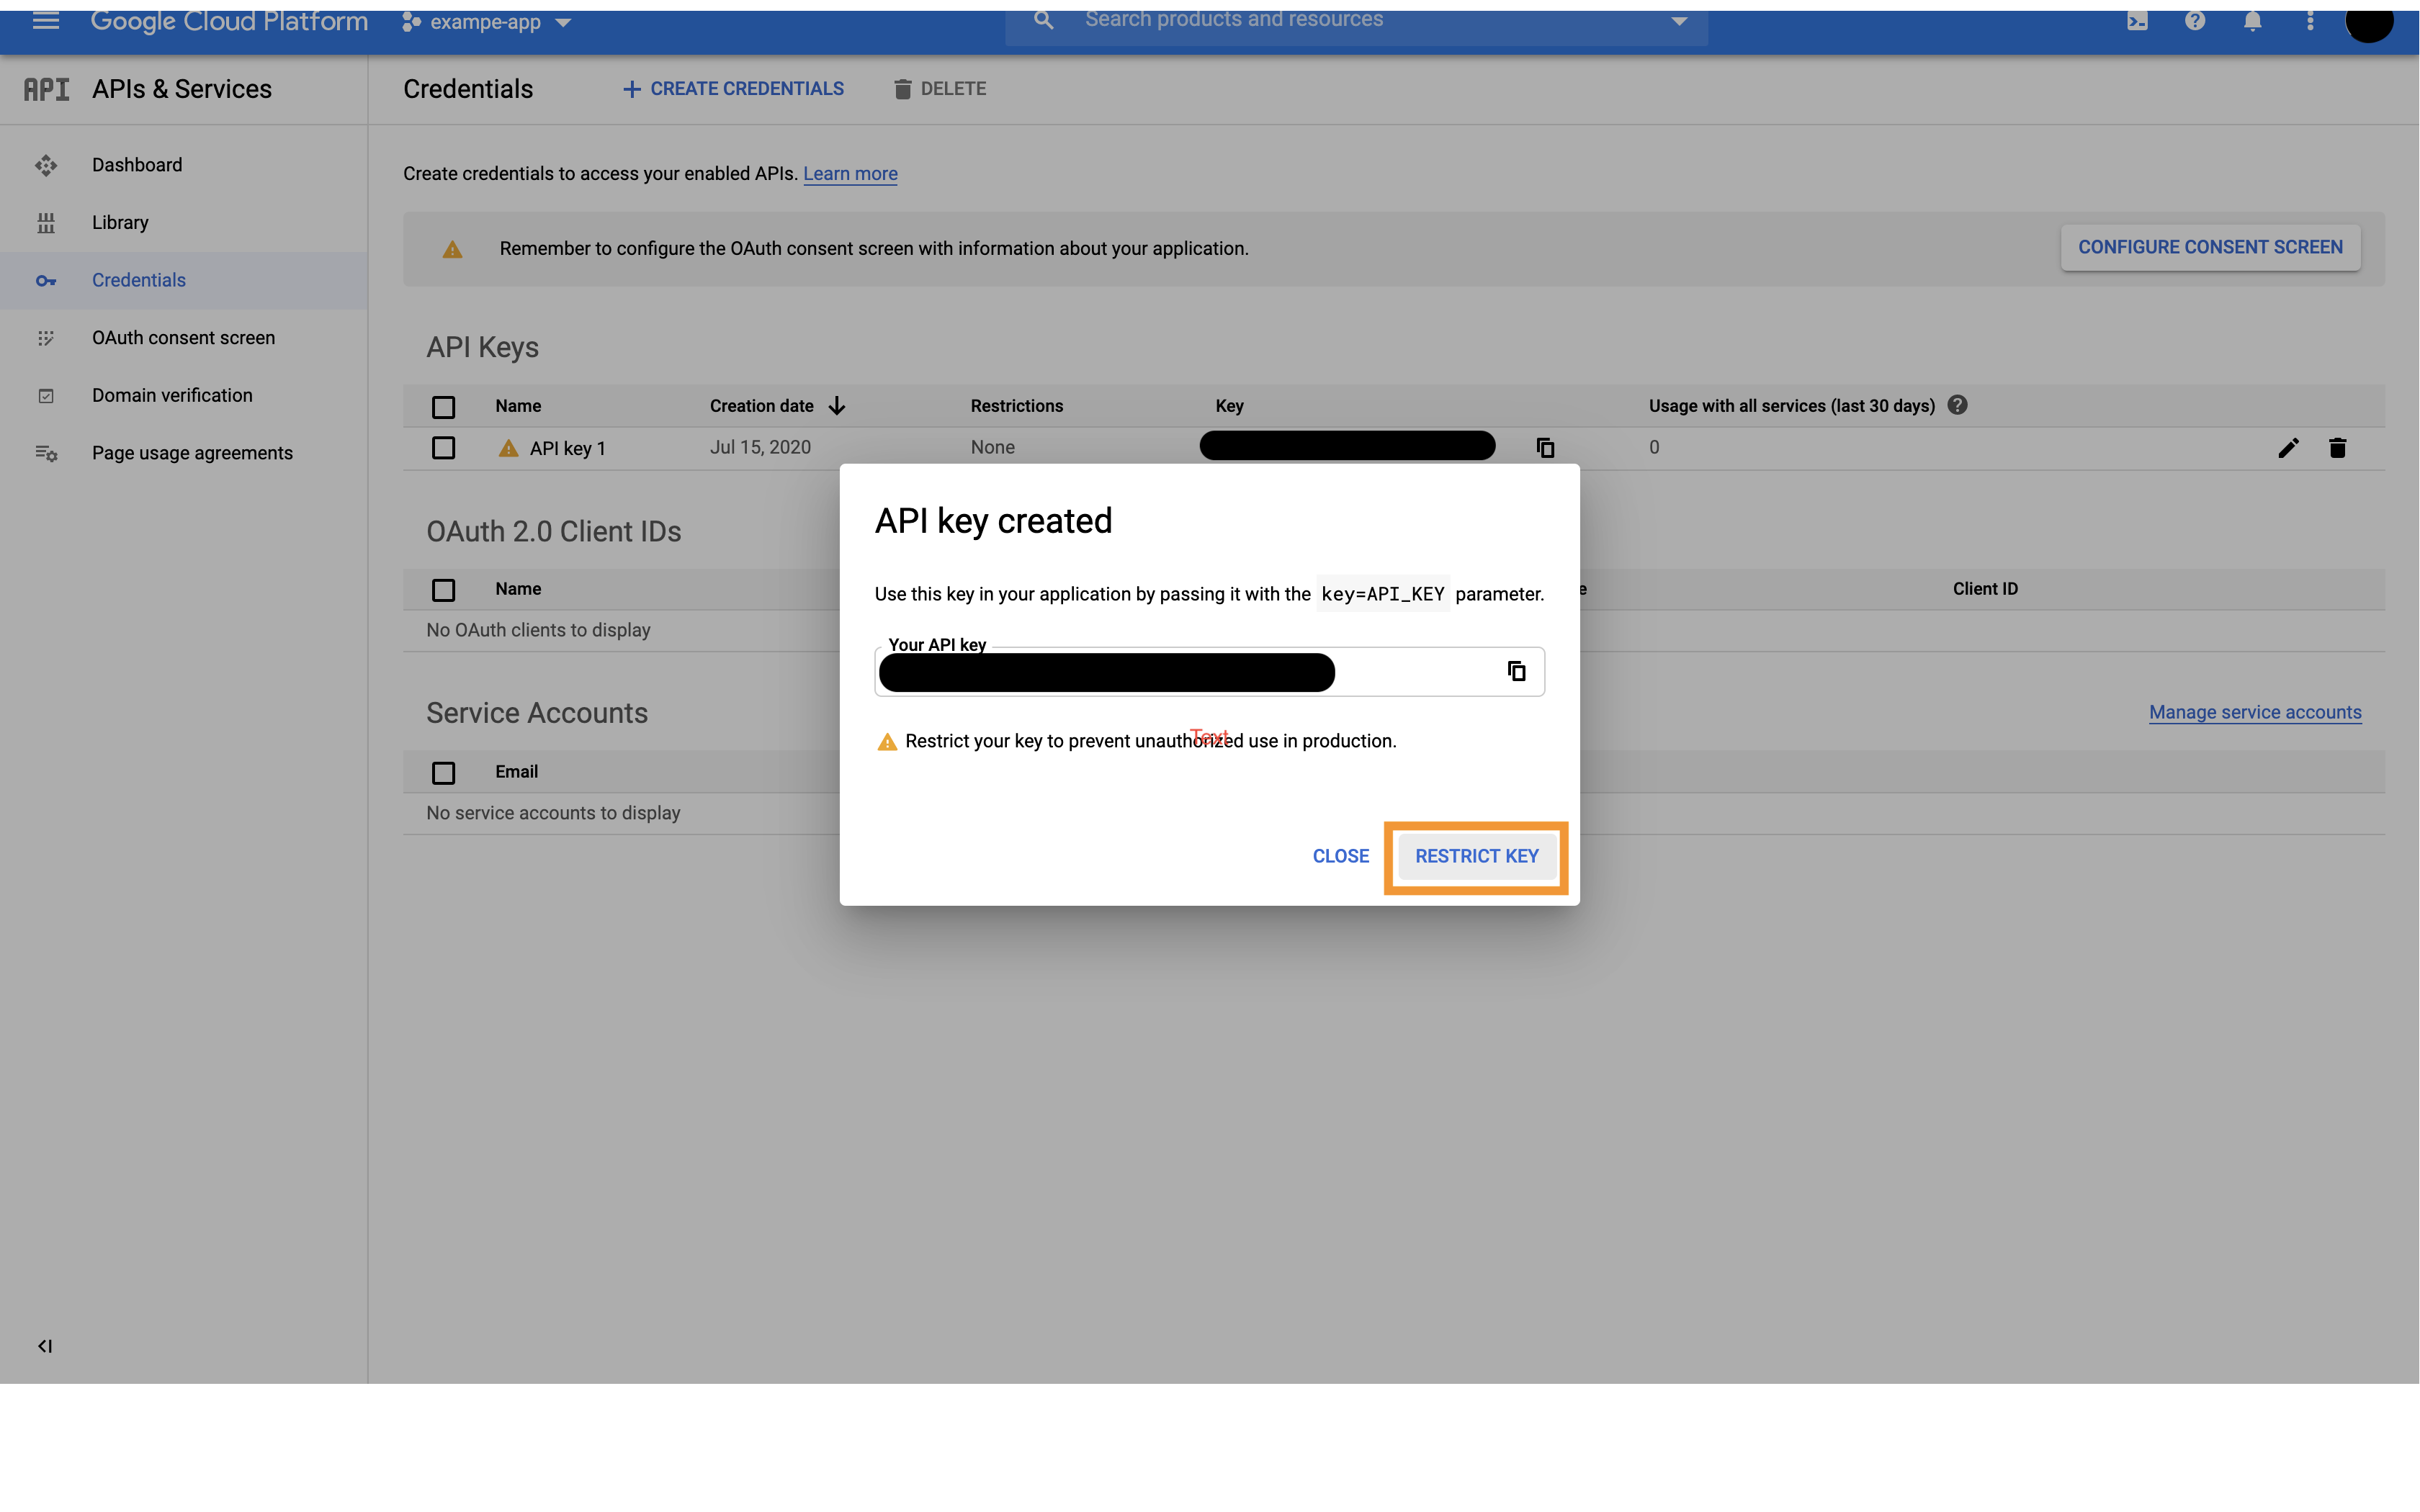 Google Cloud Platform exampe-app Search products and resources
API APIs & Services
Credentials + CREATE CREDENTIALS DELETE
Dashboard
Library
Credentials
OAuth consent screen
Domain verification
Page usage agreements
Create credentials to access your enabled APIs. Learn more
Remember to configure the OAuth consent screen with information about your application. CONFIGURE CONSENT SCREEN
API Keys
Name Creation date Restrictions Key Usage with all services (last 30 days)
API key 1 Jul 15, 2020 None 0
OAuth 2.0 Client IDs
Name e Client ID
No OAuth clients to display
Service Accounts Manage service accounts
Email
No service accounts to display
API key created
Use this key in your application by passing it with the key=API_KEY parameter.
Your API key
Restrict your key to prevent unauthorized use in production.
Text
CLOSE RESTRICT KEY